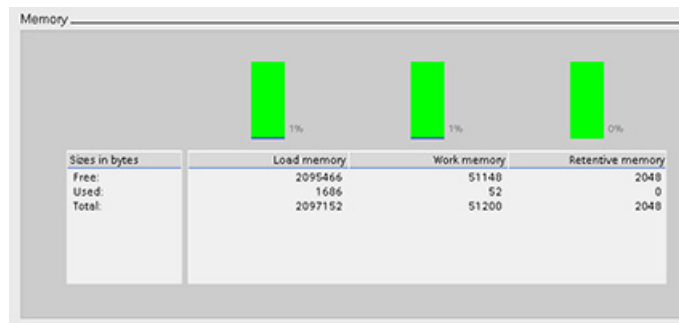 Memory
1% 1% 0%
Sizes in bytes Load memory Work memory Retentive memory
Free: 2095466 51148 2048
Used: 1686 52 0
Total: 2097152 51200 2048